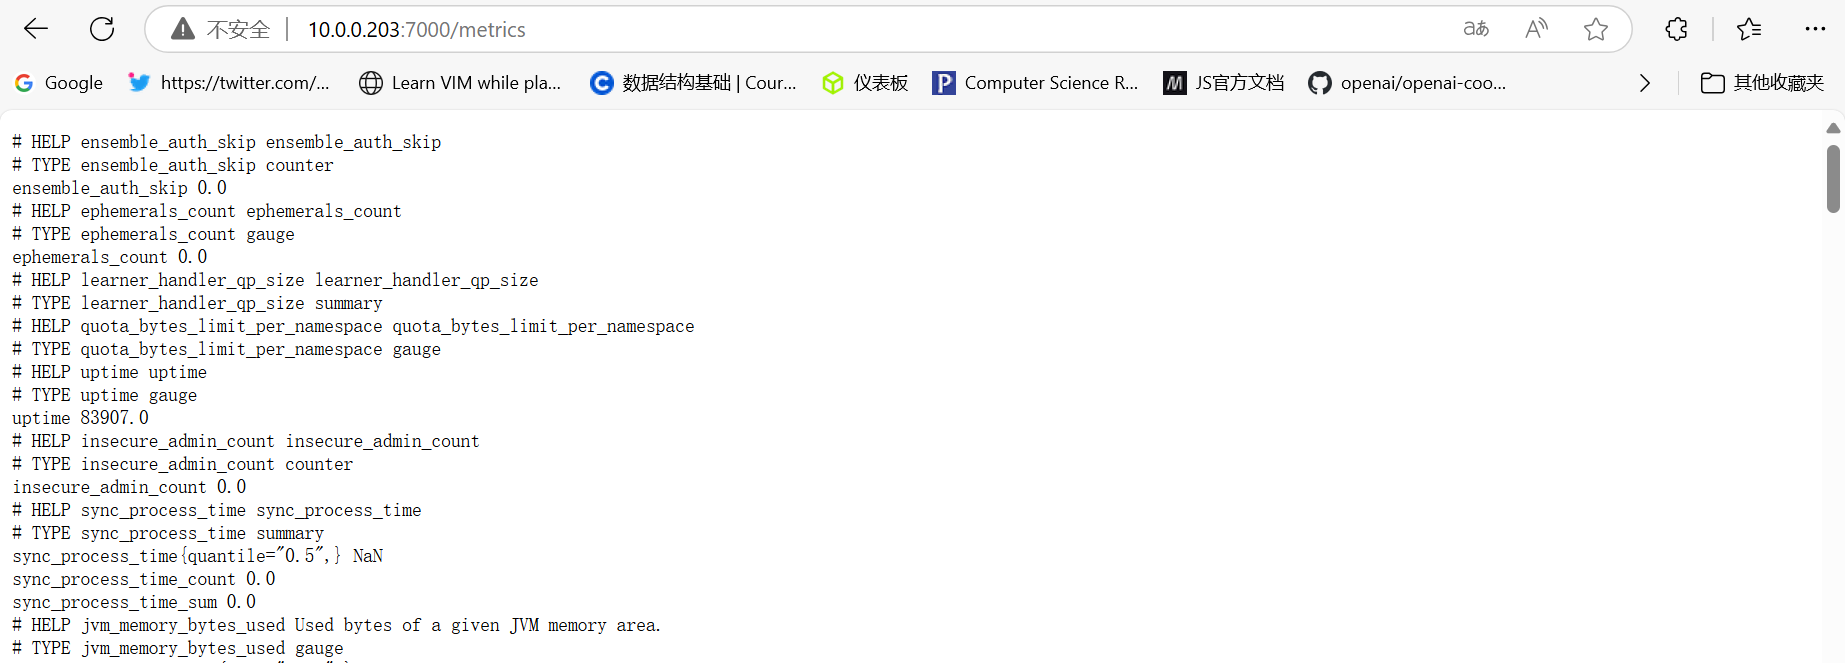 不安全 | 10.0.0.203:7000/metrics aあ A
Google https://twitter.com/... Learn VIM while pla... 数据结构基础 | Cour... 仪表板 Computer Science R... JS官方文档 openai/openai-coo... 其他收藏夹
# HELP ensemble_auth_skip ensemble_auth_skip
# TYPE ensemble_auth_skip counter
ensemble_auth_skip 0.0
# HELP ephemerals_count ephemerals_count
# TYPE ephemerals_count gauge
ephemerals_count 0.0
# HELP learner_handler_qp_size learner_handler_qp_size
# TYPE learner_handler_qp_size summary
# HELP quota_bytes_limit_per_namespace quota_bytes_limit_per_namespace
# TYPE quota_bytes_limit_per_namespace gauge
# HELP uptime uptime
# TYPE uptime gauge
uptime 83907.0
# HELP insecure_admin_count insecure_admin_count
# TYPE insecure_admin_count counter
insecure_admin_count 0.0
# HELP sync_process_time sync_process_time
# TYPE sync_process_time summary
sync_process_time{quantile="0.5",} NaN
sync_process_time_count 0.0
sync_process_time_sum 0.0
# HELP jvm_memory_bytes_used Used bytes of a given JVM memory area.
# TYPE jvm_memory_bytes_used gauge